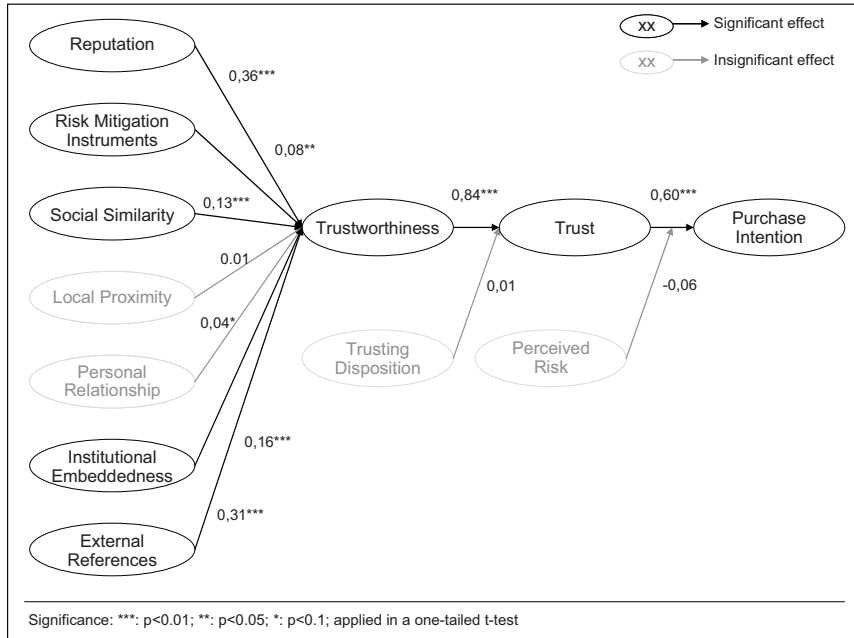 Reputation
XX
Significant effect
XX
Insignificant effect
0,36***
Risk Mitigation
Instruments
0,08**
Social Similarity
0,13***
Trustworthiness
0,84***
Trust
0,60***
Purchase
Intention
0.01
Local Proximity
0,04*
0,01
-0,06
Trusting
Disposition
Perceived
Risk
Personal
Relationship
0,16***
Institutional
Embeddedness
0,31***
External
References
Significance: ***: p<0.01; **: p<0.05; *: p<0.1; applied in a one-tailed t-test